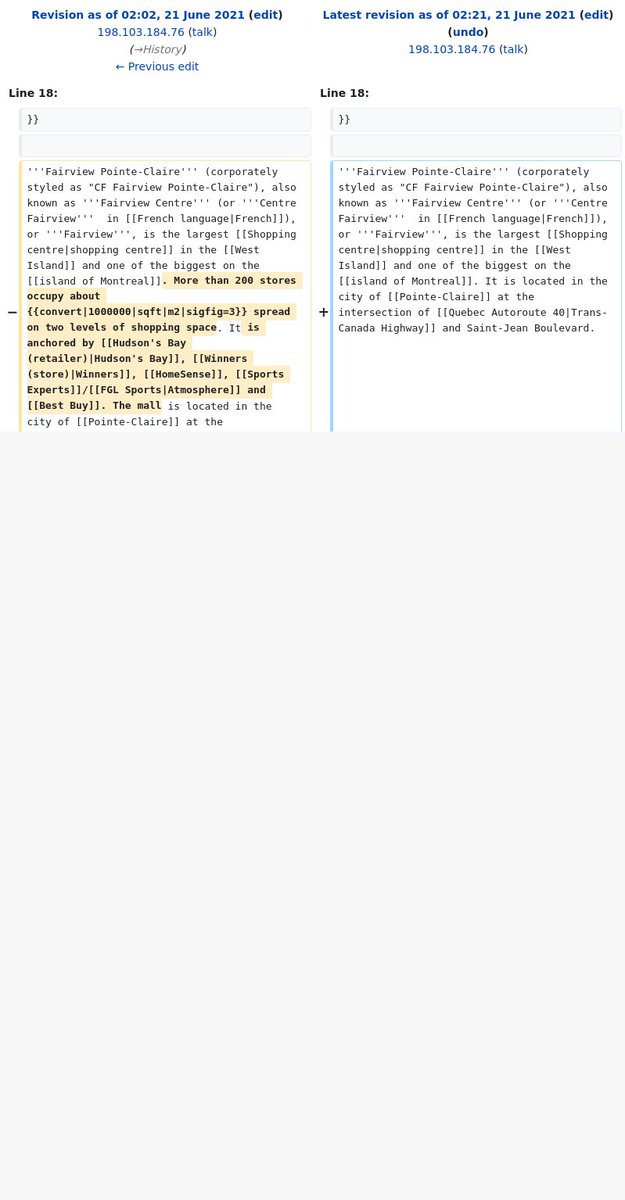 Revision as of 02:02, 21 June 2021 (edit)
198.103.184.76 (talk)
(→History)
← Previous edit
Latest revision as of 02:21, 21 June 2021 (edit)
(undo)
198.103.184.76 (talk)
Line 18:
Line 18:
}}
}}
−
'''Fairview Pointe-Claire''' (corporately
styled as "CF Fairview Pointe-Claire"), also
known as '''Fairview Centre''' (or '''Centre
Fairview'''  in [[French language|French]]),
or '''Fairview''', is the largest [[Shopping
centre|shopping centre]] in the [[West
Island]] and one of the biggest on the
[[island of Montreal]]. More than 200 stores
occupy about
{{convert|1000000|sqft|m2|sigfig=3}} spread
on two levels of shopping space. It is
anchored by [[Hudson's Bay
(retailer)|Hudson's Bay]], [[Winners
(store)|Winners]], [[HomeSense]], [[Sports
Experts]]/[[FGL Sports|Atmosphere]] and
[[Best Buy]]. The mall is located in the
city of [[Pointe-Claire]] at the
+
'''Fairview Pointe-Claire''' (corporately
styled as "CF Fairview Pointe-Claire"), also
known as '''Fairview Centre''' (or '''Centre
Fairview'''  in [[French language|French]]),
or '''Fairview''', is the largest [[Shopping
centre|shopping centre]] in the [[West
Island]] and one of the biggest on the
[[island of Montreal]]. It is located in the
city of [[Pointe-Claire]] at the
intersection of [[Quebec Autoroute 40|Trans-
Canada Highway]] and Saint-Jean Boulevard.